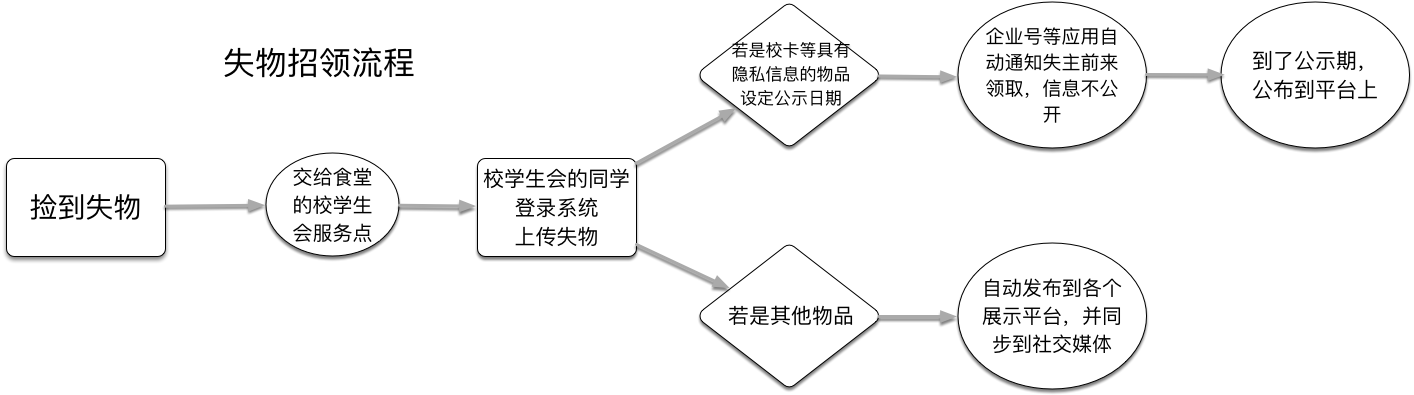 失物招领流程
捡到失物
交给食堂
的校学生
会服务点
校学生会的同学
登录系统
上传失物
若是校卡等具有
隐私信息的物品
设定公示日期
企业号等应用自
动通知失主前来
领取，信息不公
开
到了公示期，
公布到平台上
若是其他物品
自动发布到各个
展示平台，并同
步到社交媒体